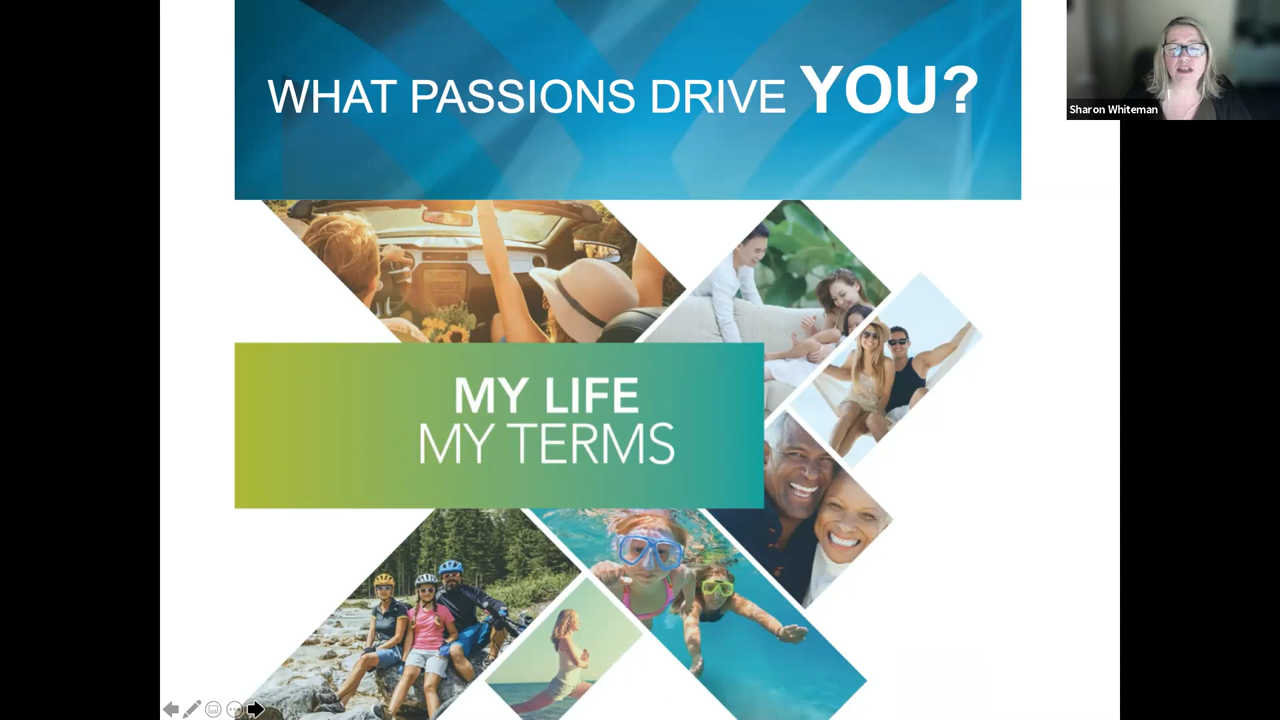 WHAT PASSIONS DRIVE YOU?
Sharon Whiteman
MY LIFE
MY TERMS